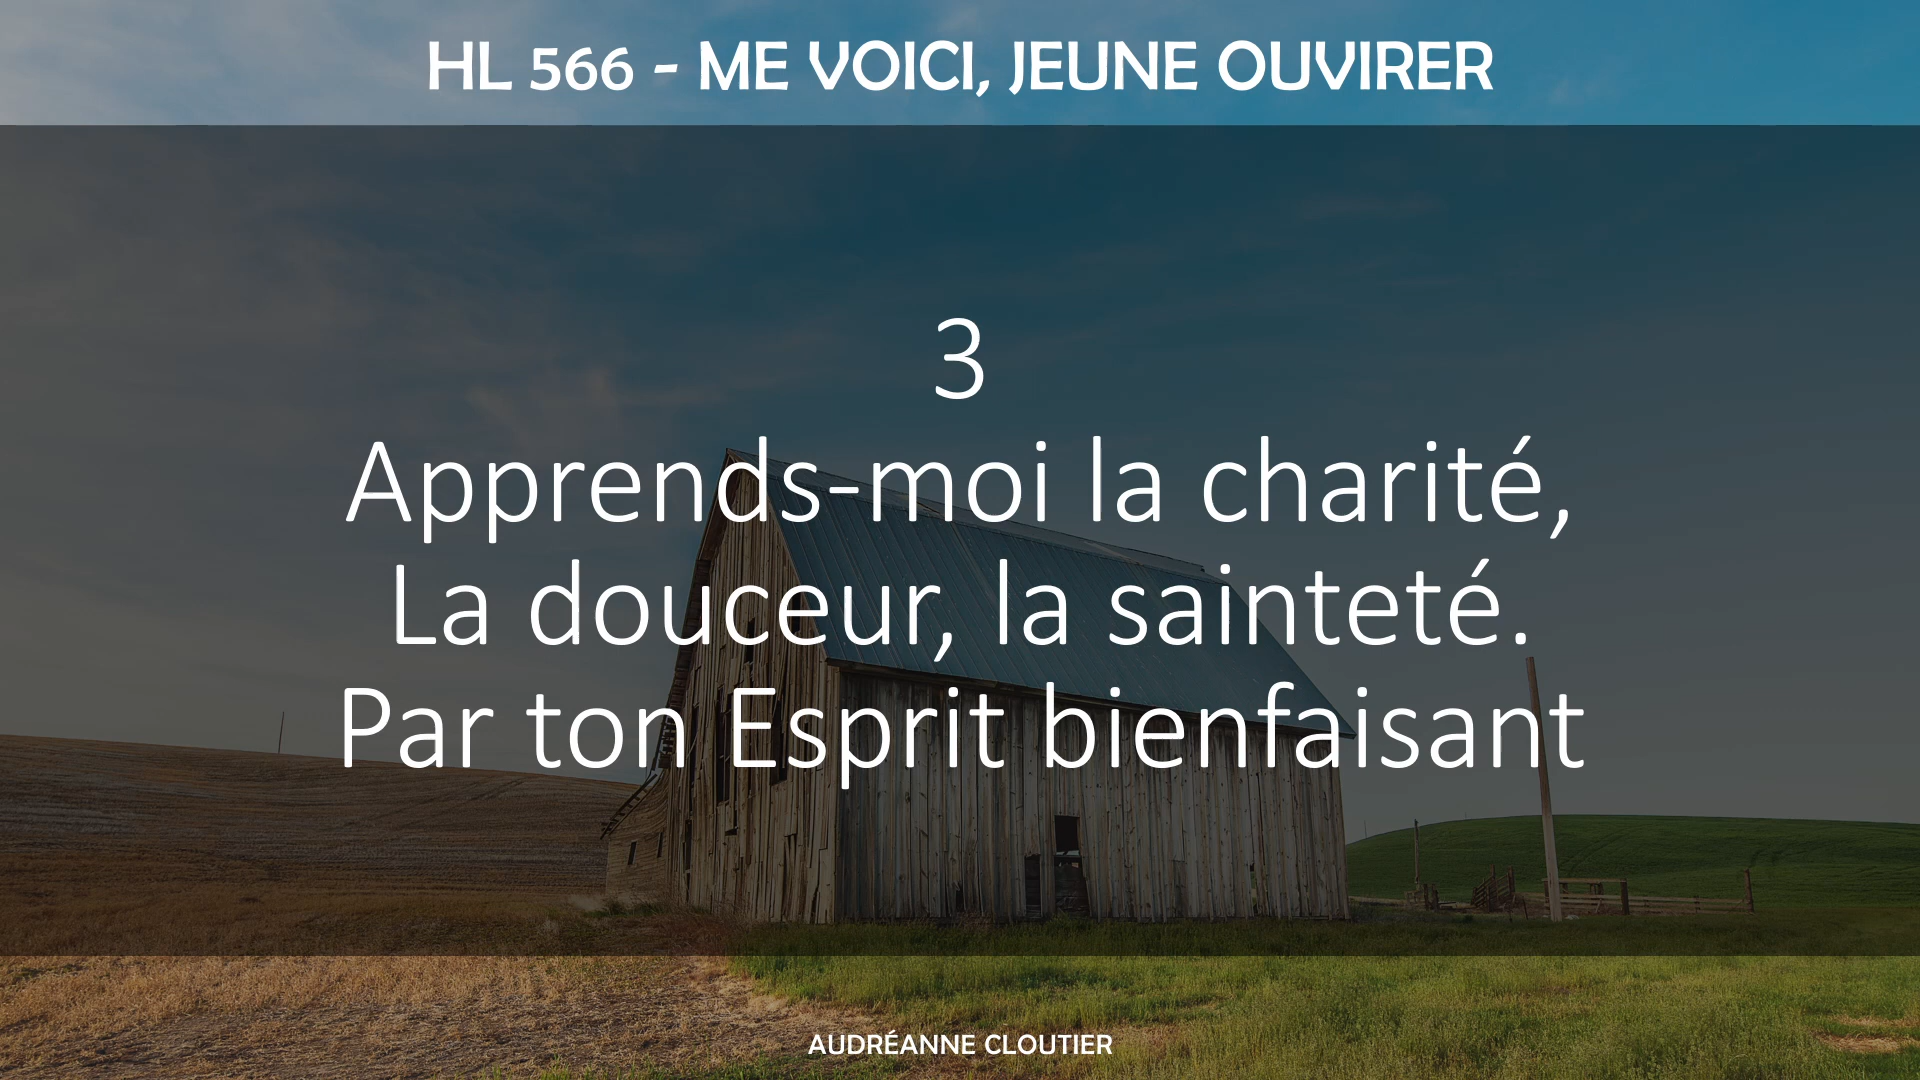 HL 566 - ME VOICI, JEUNE OUVIRER
3
Apprends-moi la charité,
La douceur, la sainteté.
Par ton Esprit bienfaisant
AUDRÉANNE CLOUTIER